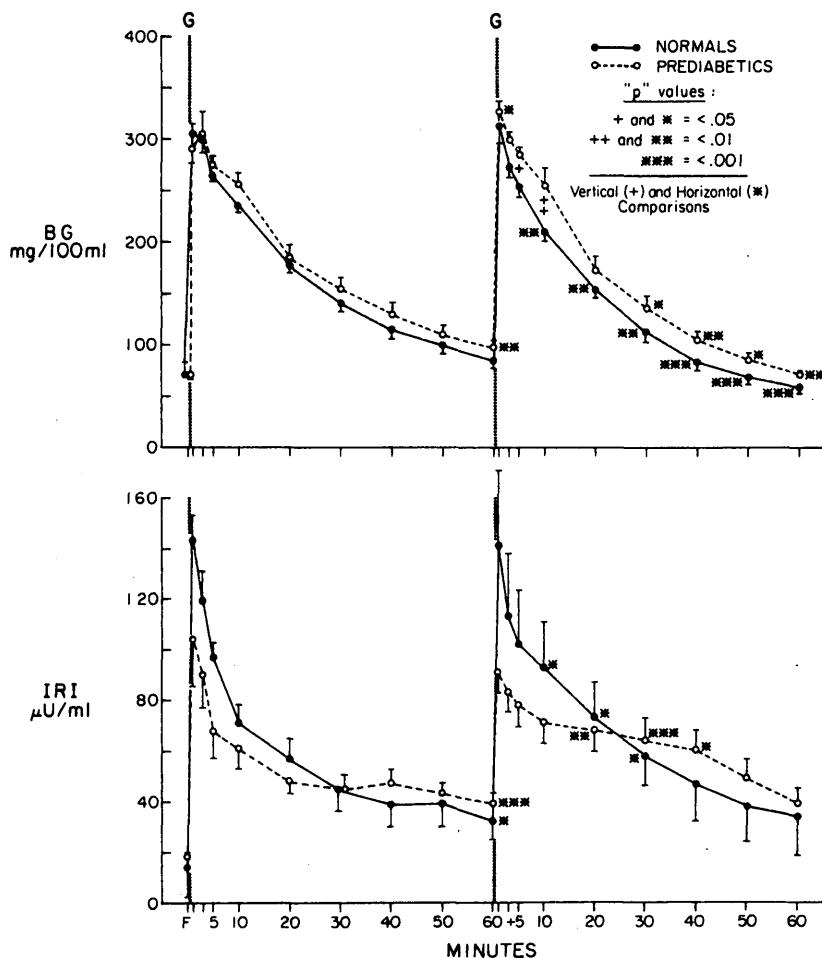 G G
400
300
200
100
0
BG
mg/100ml
NORMALS
PREDIABETICS
"p" values :
+ and * = <.05
++ and ** = <.01
*** = <.001
Vertical (+) and Horizontal (*)
Comparisons
*
+
+
+
**
**
*
**
**
**
***
*
***
**
***
160
120
80
40
0
IRI
μU/ml
*
*
**
***
*
*
***
*
F 5 10 20 30 40 50 60 +5 10 20 30 40 50 60
MINUTES